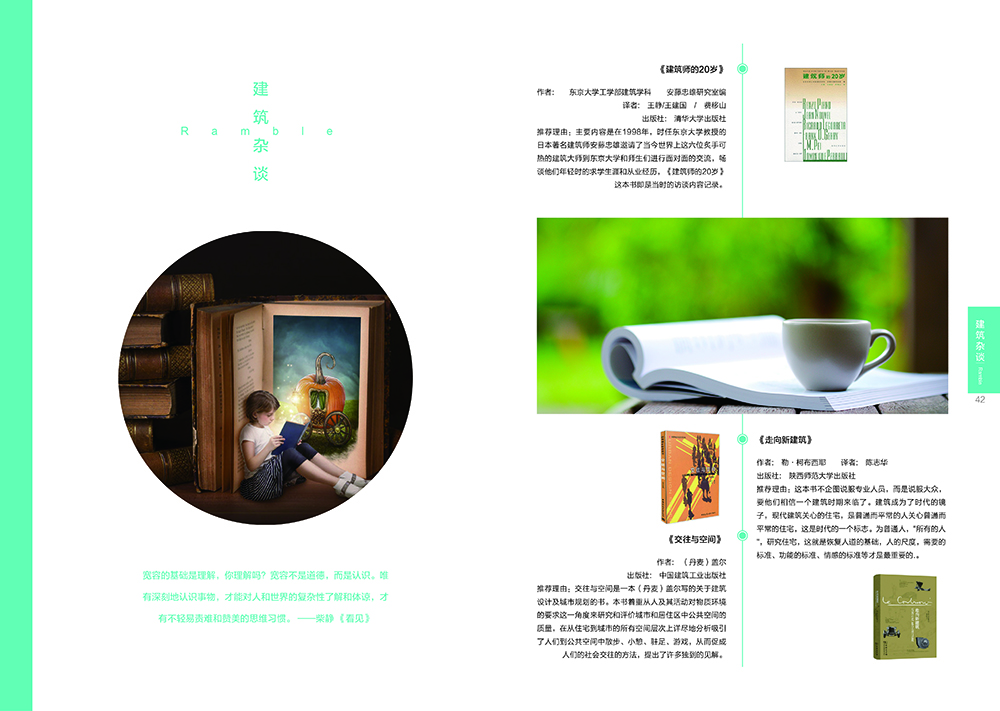 建筑杂谈
Ramble
宽容的基础是理解，你理解吗？宽容不是道德，而是认识。唯
有深刻地认识事物，才能对人和世界的复杂性了解和体谅，才
有不轻易责难和赞美的思维习惯。——柴静《看见》
《建筑师的20岁》
作者： 东京大学工学部建筑学科 安藤忠雄研究室编
译者： 王静/王建国 / 费移山
出版社： 清华大学出版社
推荐理由：主要内容是在1998年，时任东京大学教授的
日本著名建筑师安藤忠雄邀请了当今世界上这六位炙手可
热的建筑大师到东京大学和师生们进行面对面的交流，畅
谈他们年轻时的求学生涯和从业经历，《建筑师的20岁》
这本书即是当时的访谈内容记录。
建筑师的20岁
《走向新建筑》
作者： 勒·柯布西耶 译者： 陈志华
出版社： 陕西师范大学出版社
推荐理由：这本书不企图说服专业人员，而是说服大众，
要他们相信一个建筑时期来临了。建筑成为了时代的镜
子，现代建筑关心的住宅，是普通而平常的人关心普通而
平常的住宅，这是时代的一个标志。为普通人，"所有的人
"，研究住宅，这就是恢复人道的基础，人的尺度，需要的
标准、功能的标准、情感的标准等才是最重要的.。
《交往与空间》
作者： （丹麦）盖尔
出版社： 中国建筑工业出版社
推荐理由：交往与空间是一本（丹麦）盖尔写的关于建筑
设计及城市规划的书。本书着重从人及其活动对物质环境
的要求这一角度来研究和评价城市和居住区中公共空间的
质量，在从住宅到城市的所有空间层次上详尽地分析吸引
了人们到公共空间中散步、小憩、驻足、游戏，从而促成
人们的社会交往的方法，提出了许多独到的见解。
建筑杂谈
Ramble
42